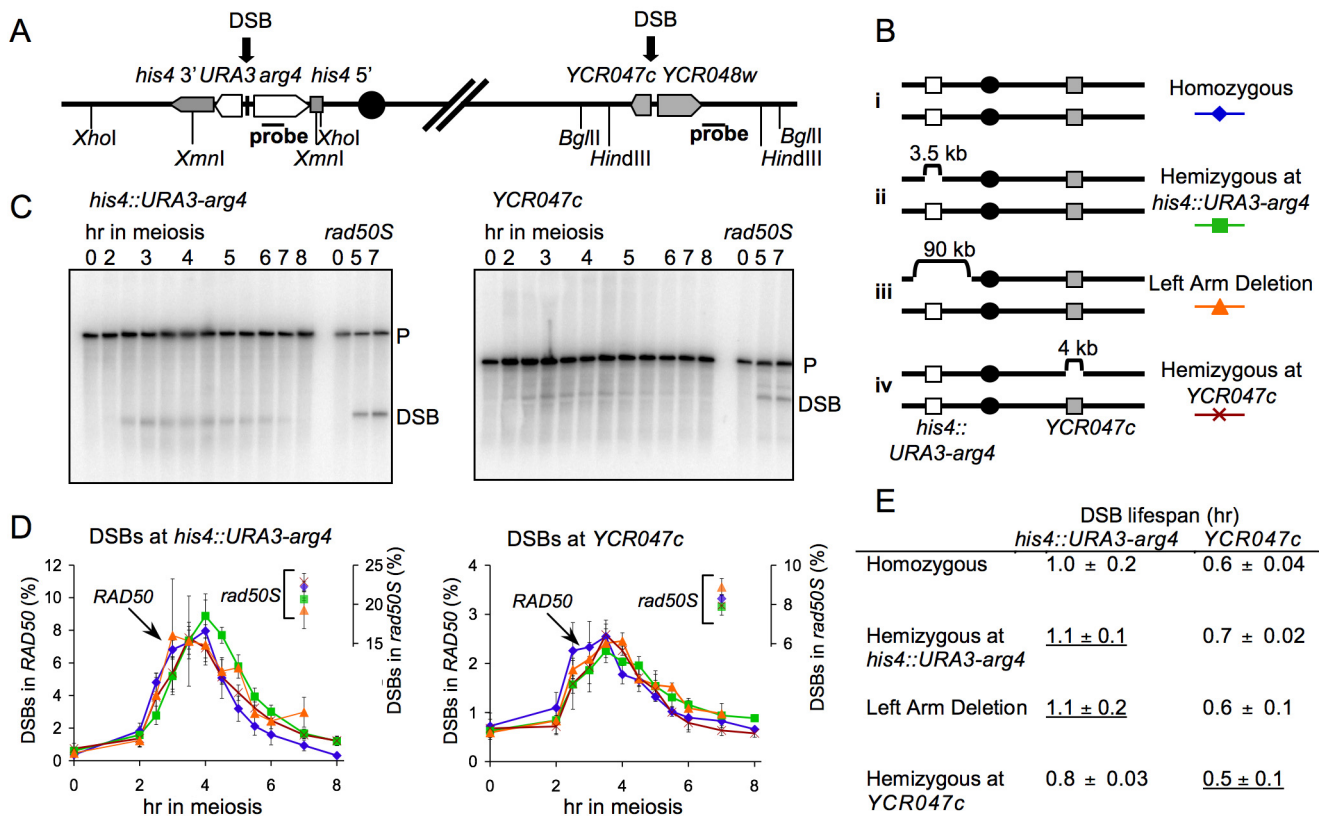 A
DSB
DSB
his4 3' URA3 arg4 his4 5'
YCR047c YCR048w
probe
probe
XhoI
XmnI
XmnI
XhoI
BglII
HindIII
HindIII
BglII
B
i
Homozygous
3.5 kb
ii
Hemizygous at
his4::URA3-arg4
90 kb
iii
Left Arm Deletion
4 kb
iv
Hemizygous at
YCR047c
his4::
URA3-arg4
YCR047c
C
his4::URA3-arg4
hr in meiosis rad50S
0 2 3 4 5 6 7 8 0 5 7
P
DSB
YCR047c
hr in meiosis rad50S
0 2 3 4 5 6 7 8 0 5 7
P
DSB
D
DSBs at his4::URA3-arg4
DSBs in RAD50 (%)
12
10
8
6
4
2
0
RAD50
rad50S
25
20
15
DSBs in rad50S (%)
0 2 4 6 8
hr in meiosis
DSBs at YCR047c
DSBs in RAD50 (%)
4
3
2
1
0
RAD50
rad50S
10
8
6
DSBs in rad50S (%)
0 2 4 6 8
hr in meiosis
E
DSB lifespan (hr)
his4::URA3-arg4 YCR047c
Homozygous 1.0 ± 0.2 0.6 ± 0.04
Hemizygous at 1.1 ± 0.1 0.7 ± 0.02
his4::URA3-arg4
Left Arm Deletion 1.1 ± 0.2 0.6 ± 0.1
Hemizygous at 0.8 ± 0.03 0.5 ± 0.1
YCR047c